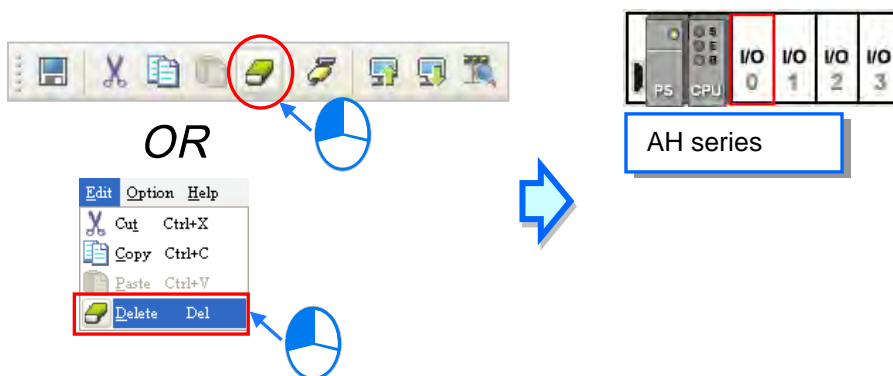 OR
Edit Option Help
Cut Ctrl+X
Copy Ctrl+C
Paste Ctrl+V
Delete Del
PS CPU I/O 0 I/O 1 I/O 2 I/O 3
AH series